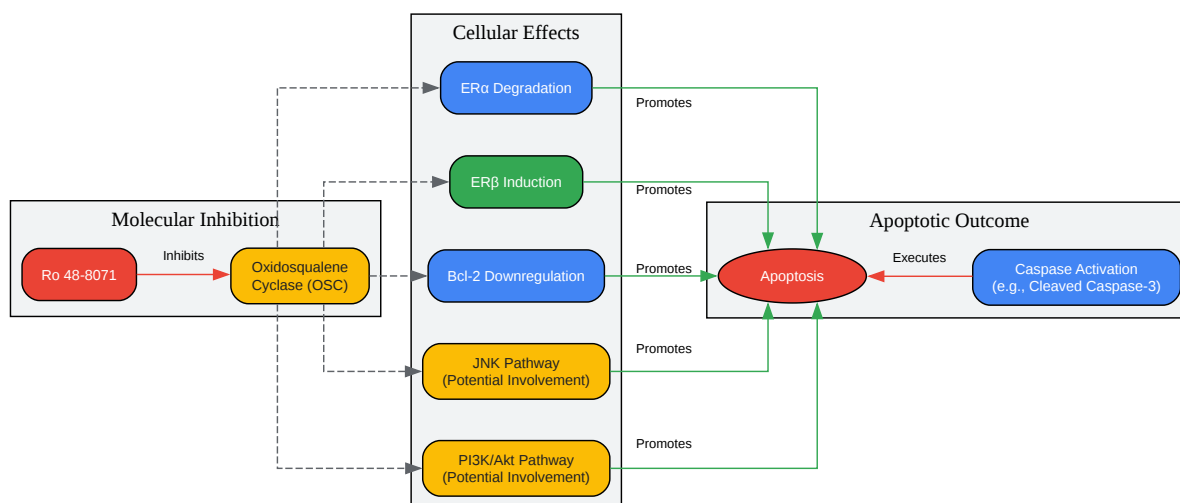 Cellular Effects
ERα Degradation
Promotes
ERβ Induction
Promotes
Molecular Inhibition
Apoptotic Outcome
Ro 48-8071
Inhibits
Oxidosqualene
Cyclase (OSC)
Bcl-2 Downregulation
Promotes
Apoptosis
Executes
Caspase Activation
(e.g., Cleaved Caspase-3)
JNK Pathway
(Potential Involvement)
Promotes
PI3K/Akt Pathway
(Potential Involvement)
Promotes